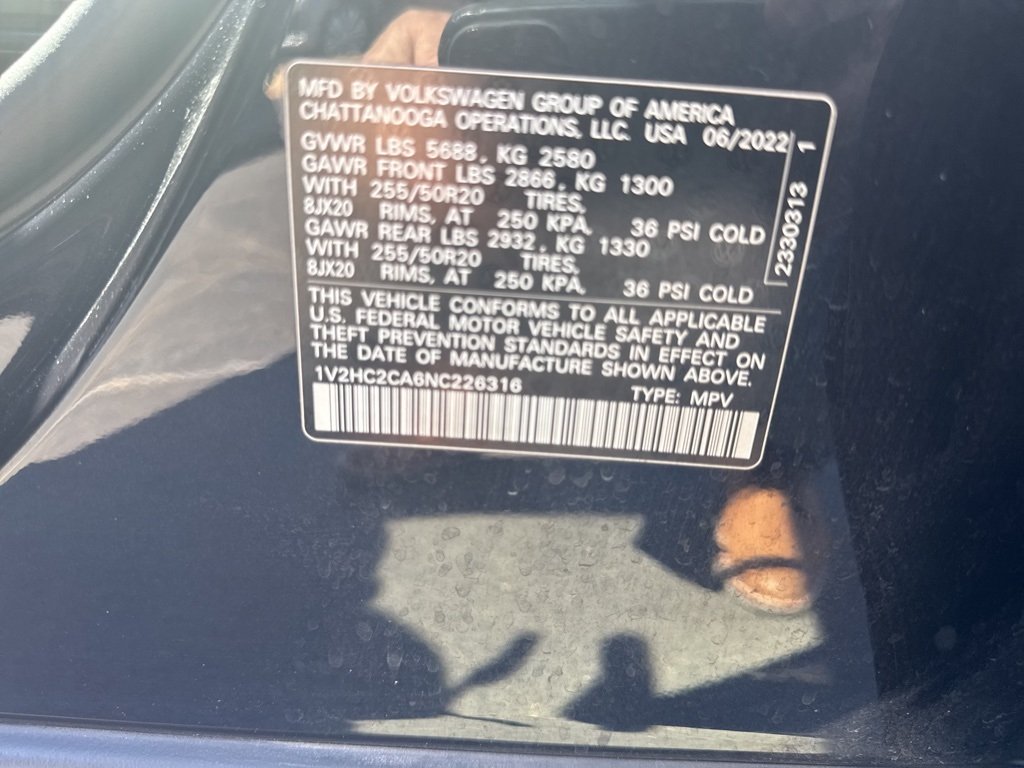 MFD BY VOLKSWAGEN GROUP OF AMERICA
CHATTANOOGA OPERATIONS, LLC. USA 06/2022
GVWR LBS 5688, KG 2580
GAWR FRONT LBS 2866, KG 1300
WITH 255/50R20 TIRES,
8JX20 RIMS, AT 250 KPA, 36 PSI COLD
GAWR REAR LBS 2932, KG 1330
WITH 255/50R20 TIRES,
8JX20 RIMS, AT 250 KPA, 36 PSI COLD
2330313 1
THIS VEHICLE CONFORMS TO ALL APPLICABLE
U.S. FEDERAL MOTOR VEHICLE SAFETY AND
THEFT PREVENTION STANDARDS IN EFFECT ON
THE DATE OF MANUFACTURE SHOWN ABOVE.
1V2HC2CA6NC226316 TYPE: MPV